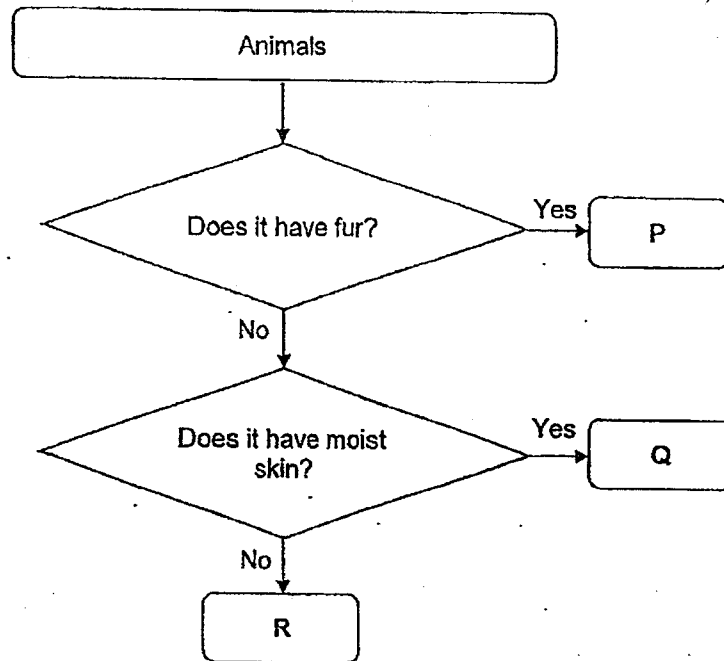 Animals
Does it have fur?
Yes
P
No
Does it have moist
skin?
Yes
Q
No
R